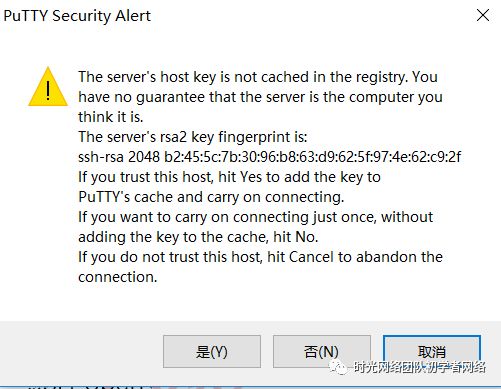 PuTTY Security Alert
The server's host key is not cached in the registry. You
have no guarantee that the server is the computer you
think it is.
The server's rsa2 key fingerprint is:
ssh-rsa 2048 b2:45:5c:7b:30:96:b8:63:d9:62:5f:97:4e:62:c9:2f
If you trust this host, hit Yes to add the key to
PuTTY's cache and carry on connecting.
If you want to carry on connecting just once, without
adding the key to the cache, hit No.
If you do not trust this host, hit Cancel to abandon the
connection.
是(Y) 否(N) 取消
时光网络团队初学者网络